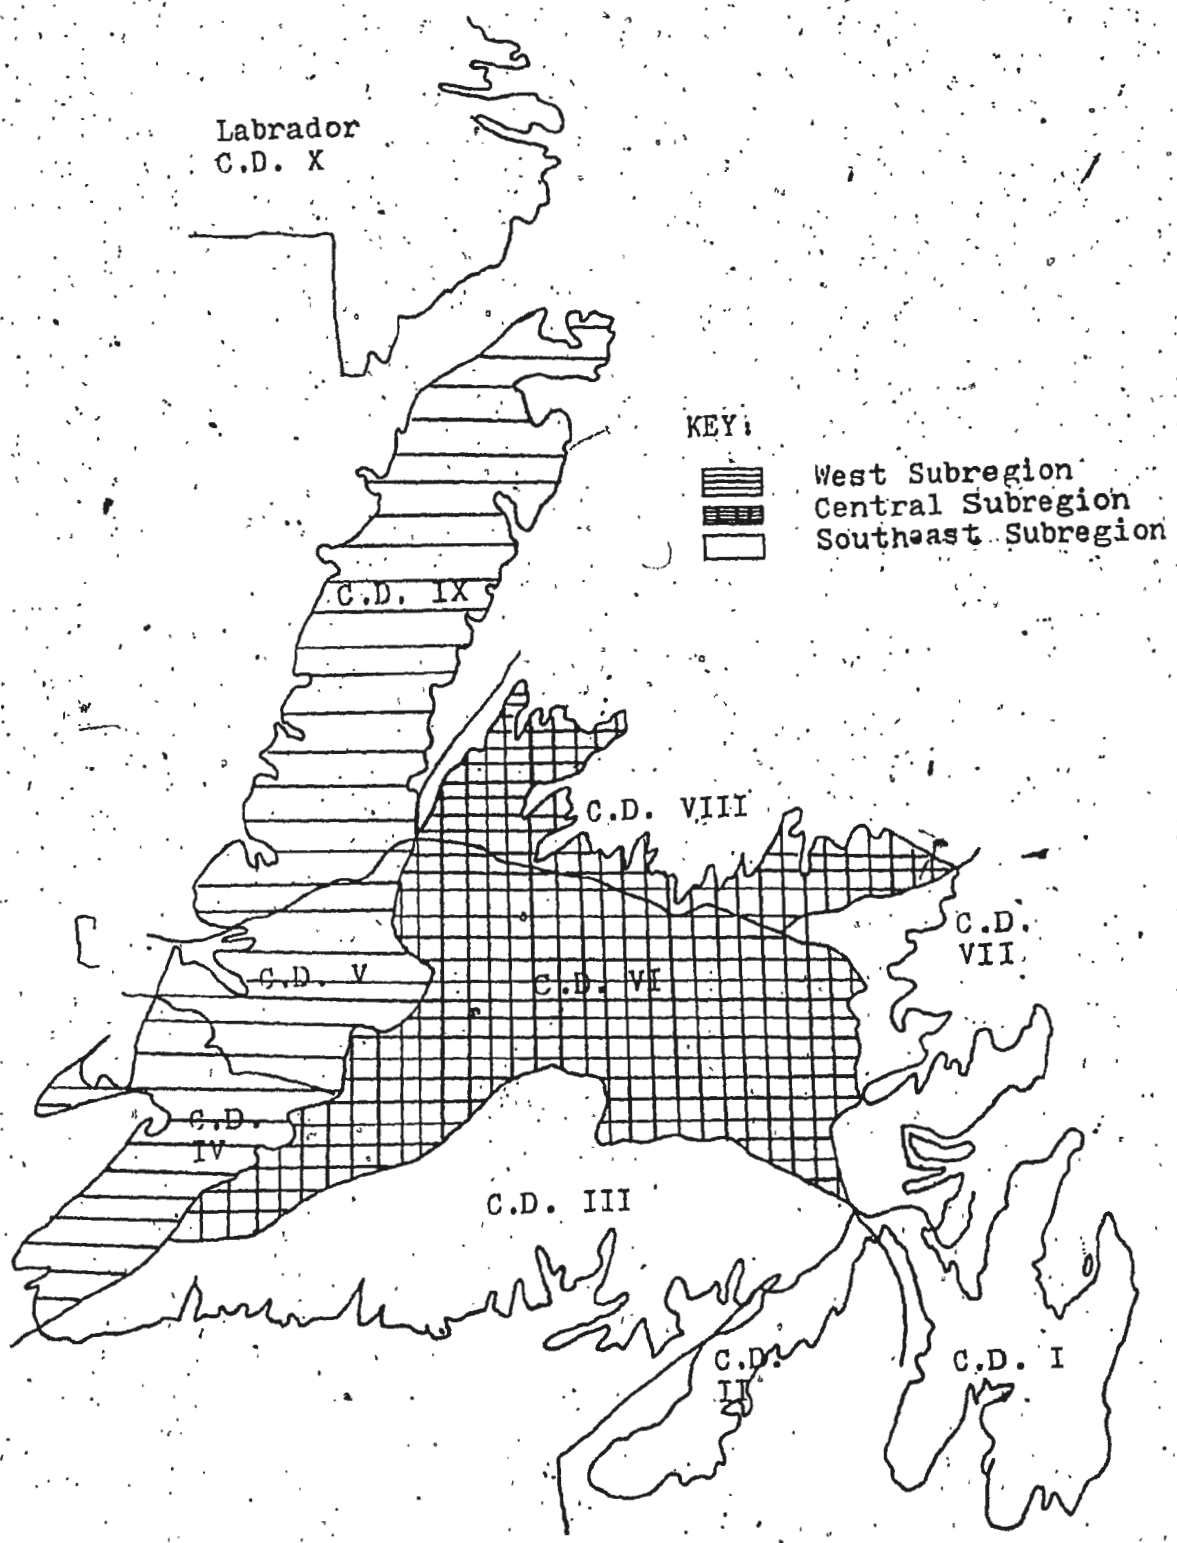 Labrador
C.D. X
KEY:
West Subregion
Central Subregion
Southeast Subregion
C.D. IX
C.D. VIII
C.D.
VII
C.D. V
C.D. VI
C.D.
IV
C.D. III
C.D.
II
C.D. I